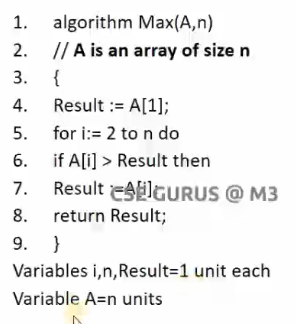 1. algorithm Max(A,n)
2. // A is an array of size n
3. {
4. Result := A[1];
5. for i:= 2 to n do
6. if A[i] > Result then
7. Result :=A[i];
CSE GURUS @ M3
8. return Result;
9. }
Variables i,n,Result=1 unit each
Variable A=n units